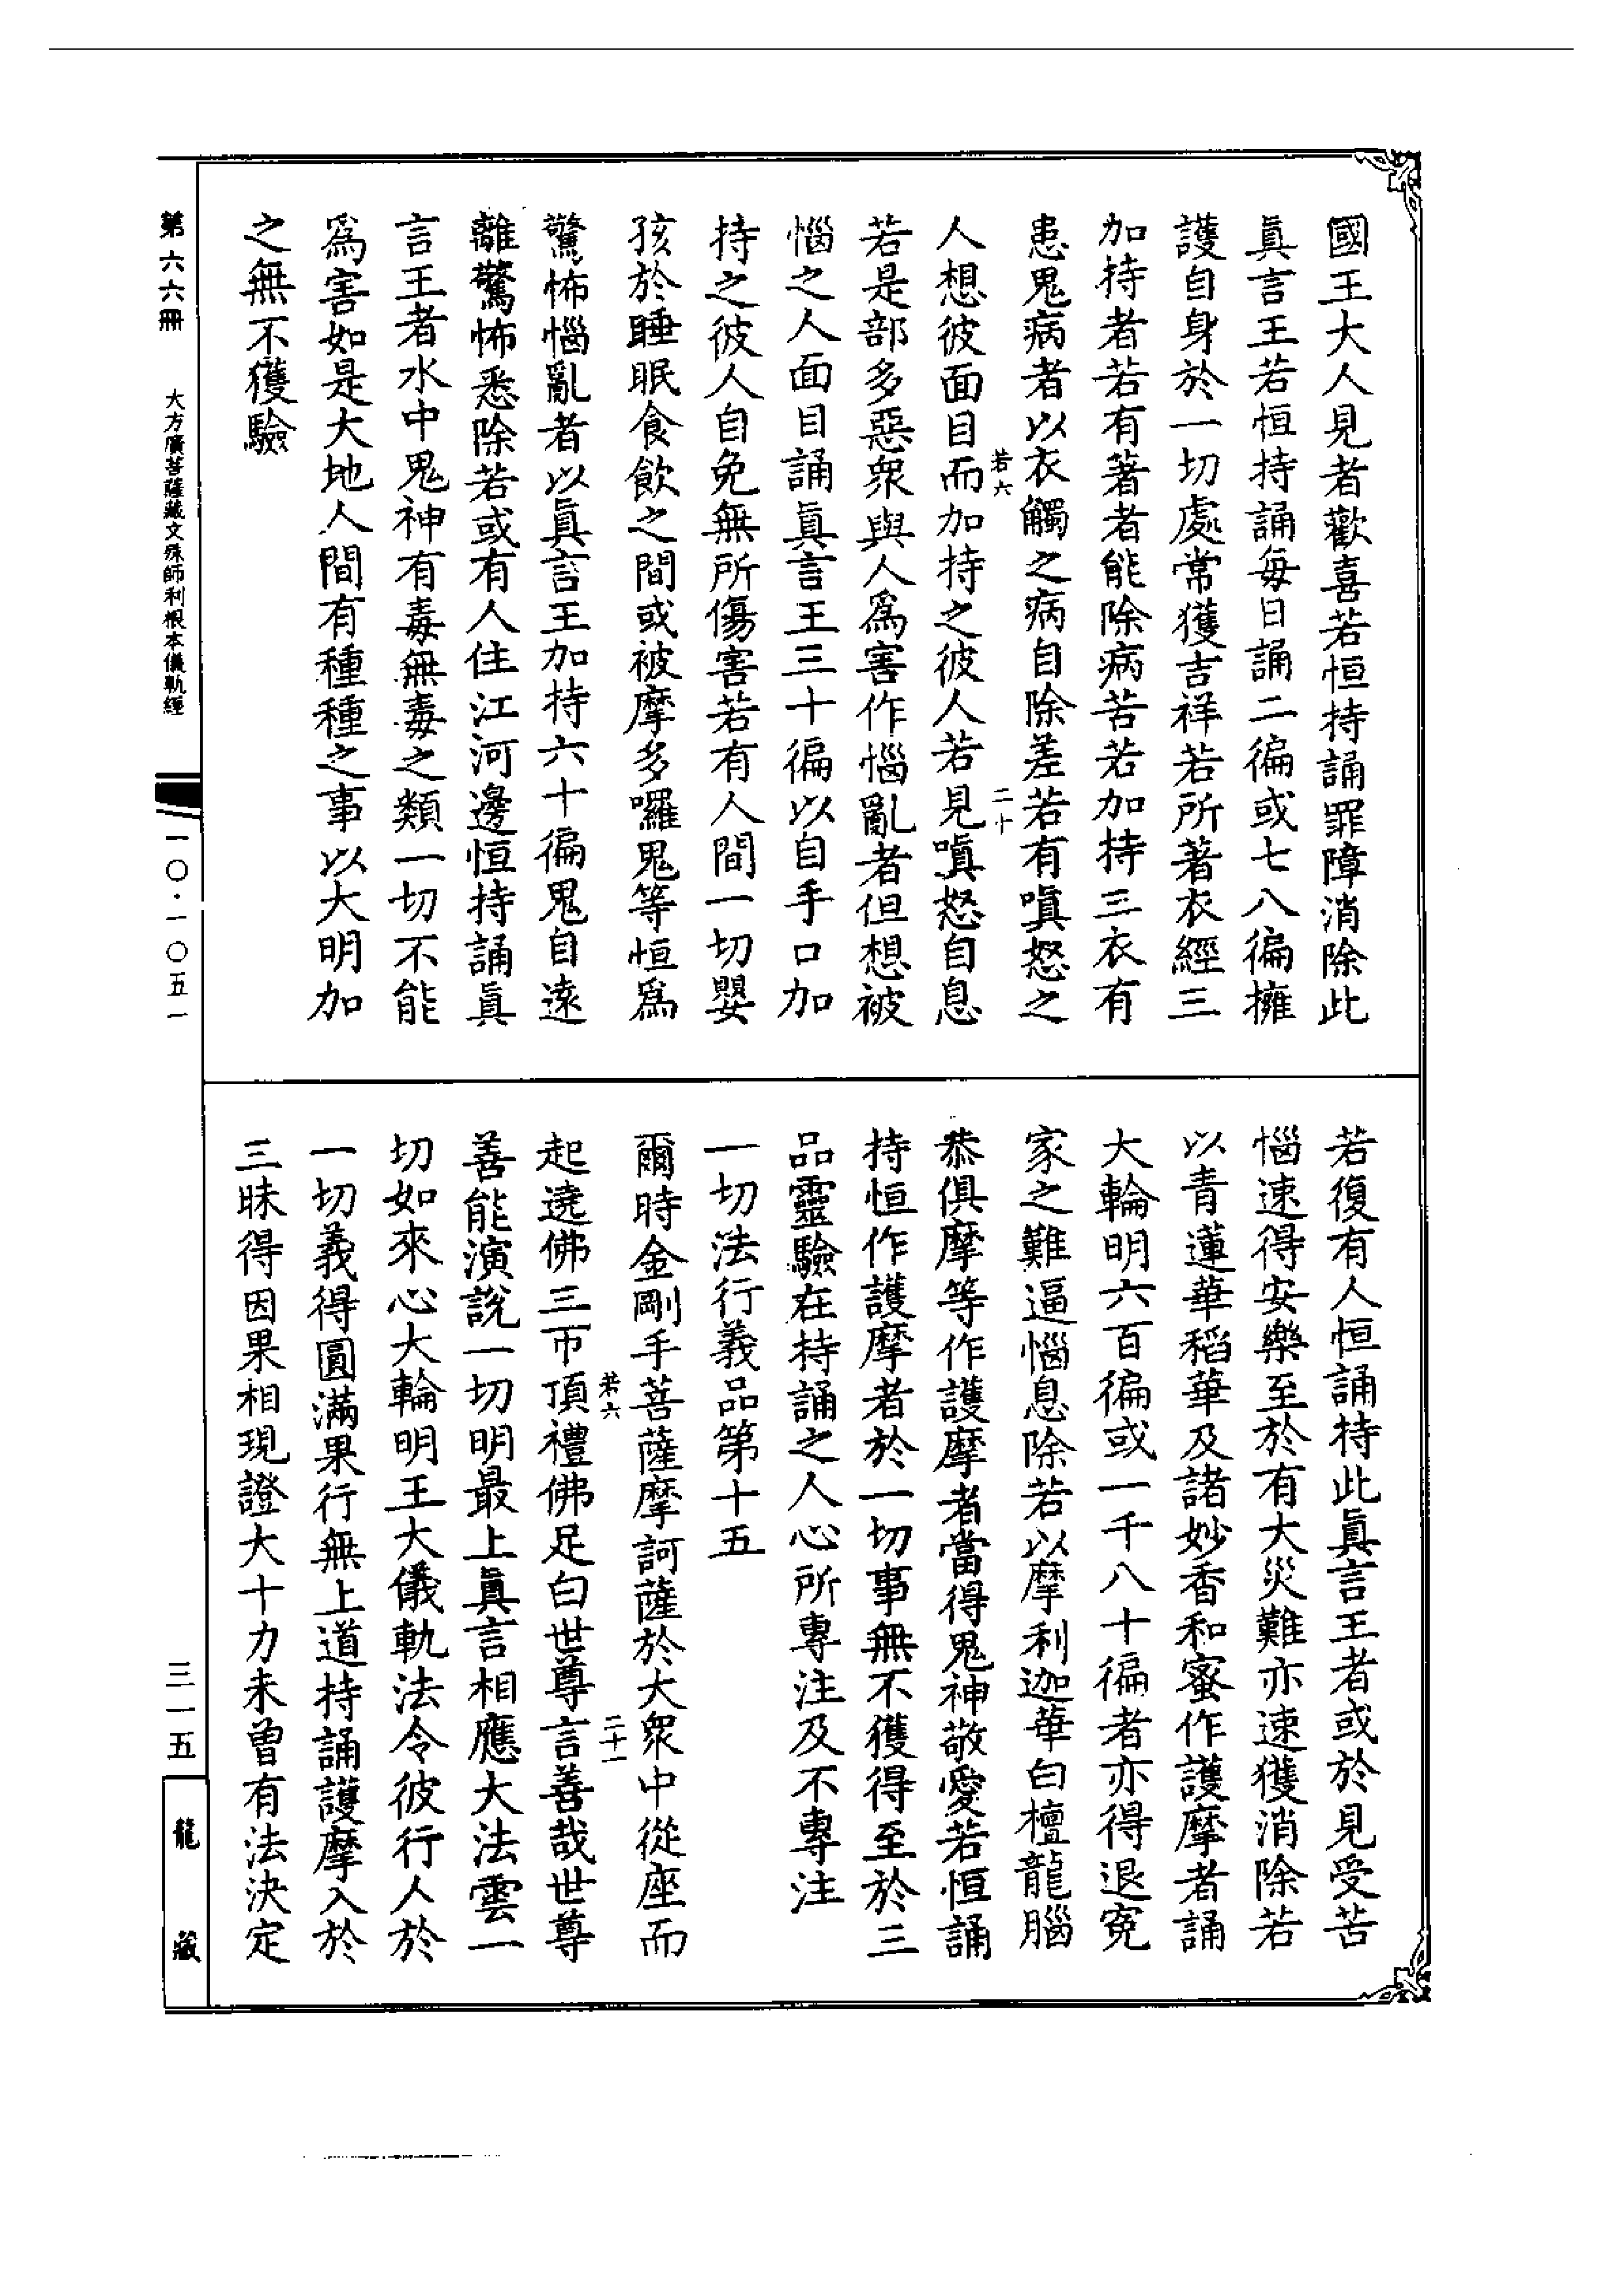 國王大人見者歡喜若恒持誦罪障消除此
眞言王若恒持誦每日誦二徧或七八徧擁
護自身於一切處常獲吉祥若所著衣經三
加持者若有著者能除病苦若加持三衣有
患鬼病者以衣觸之病自除差若有嗔怒之
若六 二十
人想彼面目而加持之彼人若見嗔怒自息
若是部多惡衆與人爲害作惱亂者但想被
惱之人面目誦眞言王三十徧以自手口加
持之彼人自免無所傷害若有人間一切嬰
孩於睡眠食飮之間或被摩多囉鬼等恒爲
驚怖惱亂者以眞言王加持六十徧鬼自遠
離驚怖悉除若或有人住江河邊恒持誦眞
言王者水中鬼神有毒無毒之類一切不能
爲害如是大地人間有種種之事以大明加
之無不獲驗
若復有人恒誦持此眞言王者或於見受苦
惱速得安樂至於有大災難亦速獲消除若
以青蓮華稻華及諸妙香和蜜作護摩者誦
大輪明六百徧或一千八十徧者亦得退寃
家之難逼惱息除若以摩利迦華白檀龍腦
恭俱摩等作護摩者當得鬼神敬愛若恒誦
持恒作護摩者於一切事無不獲得至於三
品靈驗在持誦之人心所專注及不專注
一切法行義品第十五
爾時金剛手菩薩摩訶薩於大衆中從座而
若六 二十一
起遶佛三帀頂禮佛足白世尊言善哉世尊
善能演說一切明最上眞言相應大法雲一
切如來心大輪明王大儀軌法令彼行人於
一切義得圓滿果行無上道持誦護摩入於
三昧得因果相現證大十力未曾有法決定
第六六冊 大方廣菩薩藏文殊師利根本儀軌經 一〇·一〇五一
三一五
龍藏